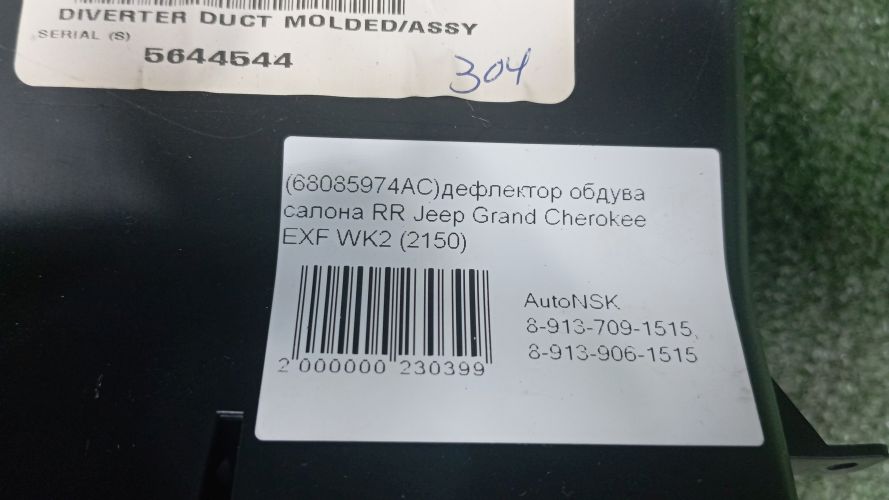 DIVERTER DUCT MOLDED/ASSY
SERIAL (S)
5644544
304
(68085974AC)дефлектор обдува
салона RR Jeep Grand Cherokee
EXF WK2 (2150)
AutoNSK
8-913-709-1515,
8-913-906-1515
2 000000 230399